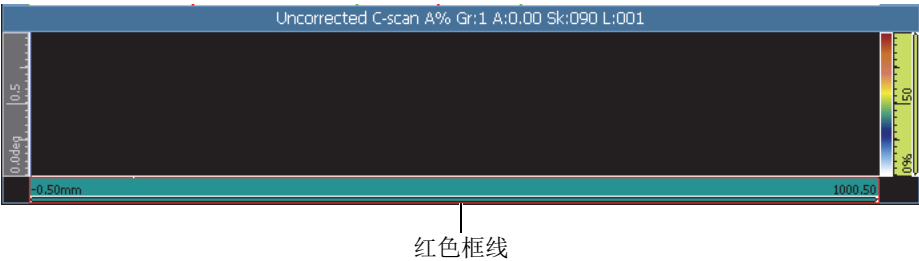 Uncorrected C-scan A% Gr:1 A:0.00 Sk:090 L:001
0.5
0.0deg
50
0%
-0.50mm
1000.50
红色框线